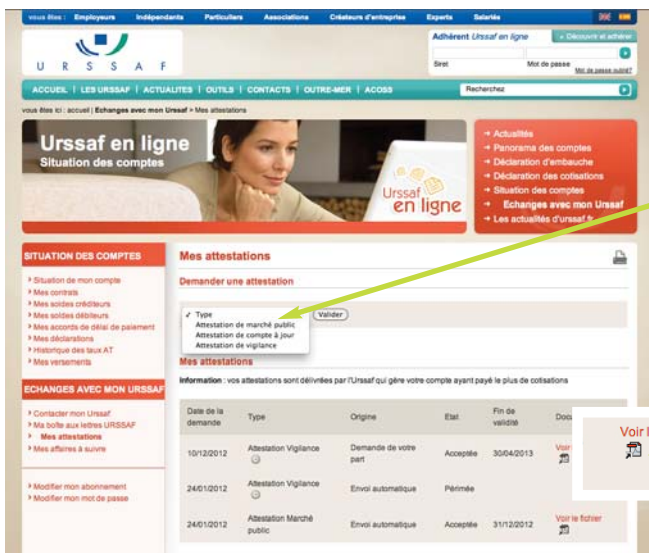 vous êtes : Employeurs Indépendants Particuliers Associations Créateurs d'entreprise Experts Salariés
Adhérent Urssaf en ligne
» Découvrir et adhérer
URSSAF
Siret Mot de passe Mot de passe oublié?
ACCUEIL | LES URSSAF | ACTUALITES | OUTILS | CONTACTS | OUTRE-MER | ACOSS
Recherchez
vous êtes ici : accueil | Echanges avec mon Urssaf > Mes attestations
Urssaf en ligne
Situation des comptes
Urssaf
en ligne
Actualités
Panorama des comptes
Déclaration d'embauche
Déclaration des cotisations
Situation des comptes
Echanges avec mon Urssaf
Les actualités d'urssaf.fr
SITUATION DES COMPTES
Situation de mon compte
Mes contrats
Mes soldes créditeurs
Mes soldes débiteurs
Mes accords de délai de paiement
Mes déclarations
Historique des taux AT
Mes versements
ECHANGES AVEC MON URSSAF
Contacter mon Urssaf
Ma boîte aux lettres URSSAF
Mes attestations
Mes affaires à suivre
Modifier mon abonnement
Modifier mon mot de passe
Mes attestations
Demander une attestation
✓ Type
Attestation de marché public
Attestation de compte à jour
Attestation de vigilance
Valider
Mes attestations
Information : vos attestations sont délivrées par l'Urssaf qui gère votre compte ayant payé le plus de cotisations
Date de la demande Type Origine Etat Fin de validité Docu
10/12/2012 Attestation Vigilance Demande de votre part Acceptée 30/04/2013 Voir
24/01/2012 Attestation Vigilance Envoi automatique Périmée
24/01/2012 Attestation Marché public Envoi automatique Acceptée 31/12/2012 Voir le fichier
Voir l